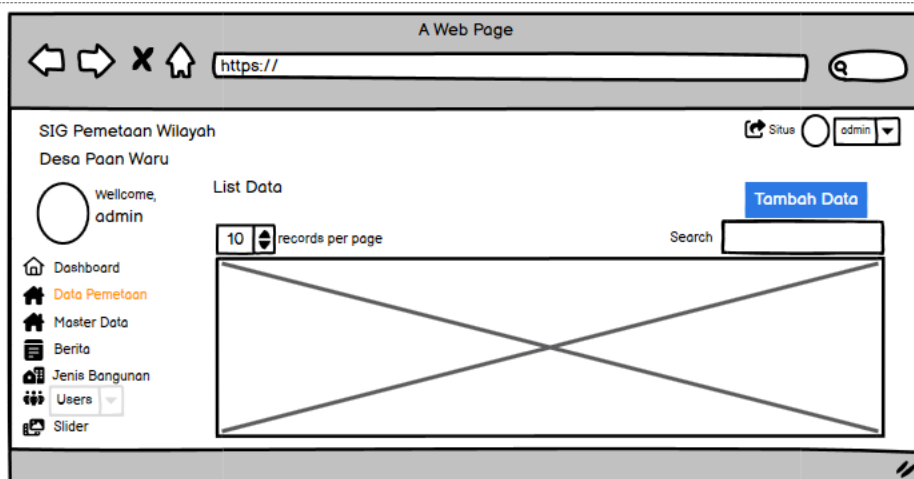 A Web Page
https://
SIG Pemetaan Wilayah
Desa Paan Waru
Situs
admin
Wellcome,
admin
List Data
Tambah Data
10 records per page
Search
Dashboard
Data Pemetaan
Master Data
Berita
Jenis Bangunan
Users
Slider